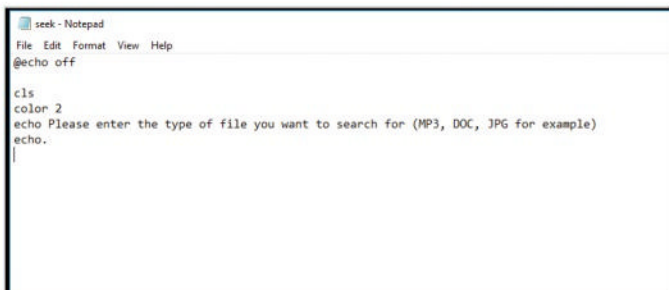 seek - Notepad
File Edit Format View Help
@echo off
cls
color 2
echo Please enter the type of file you want to search for (MP3, DOC, JPG for example)
echo.